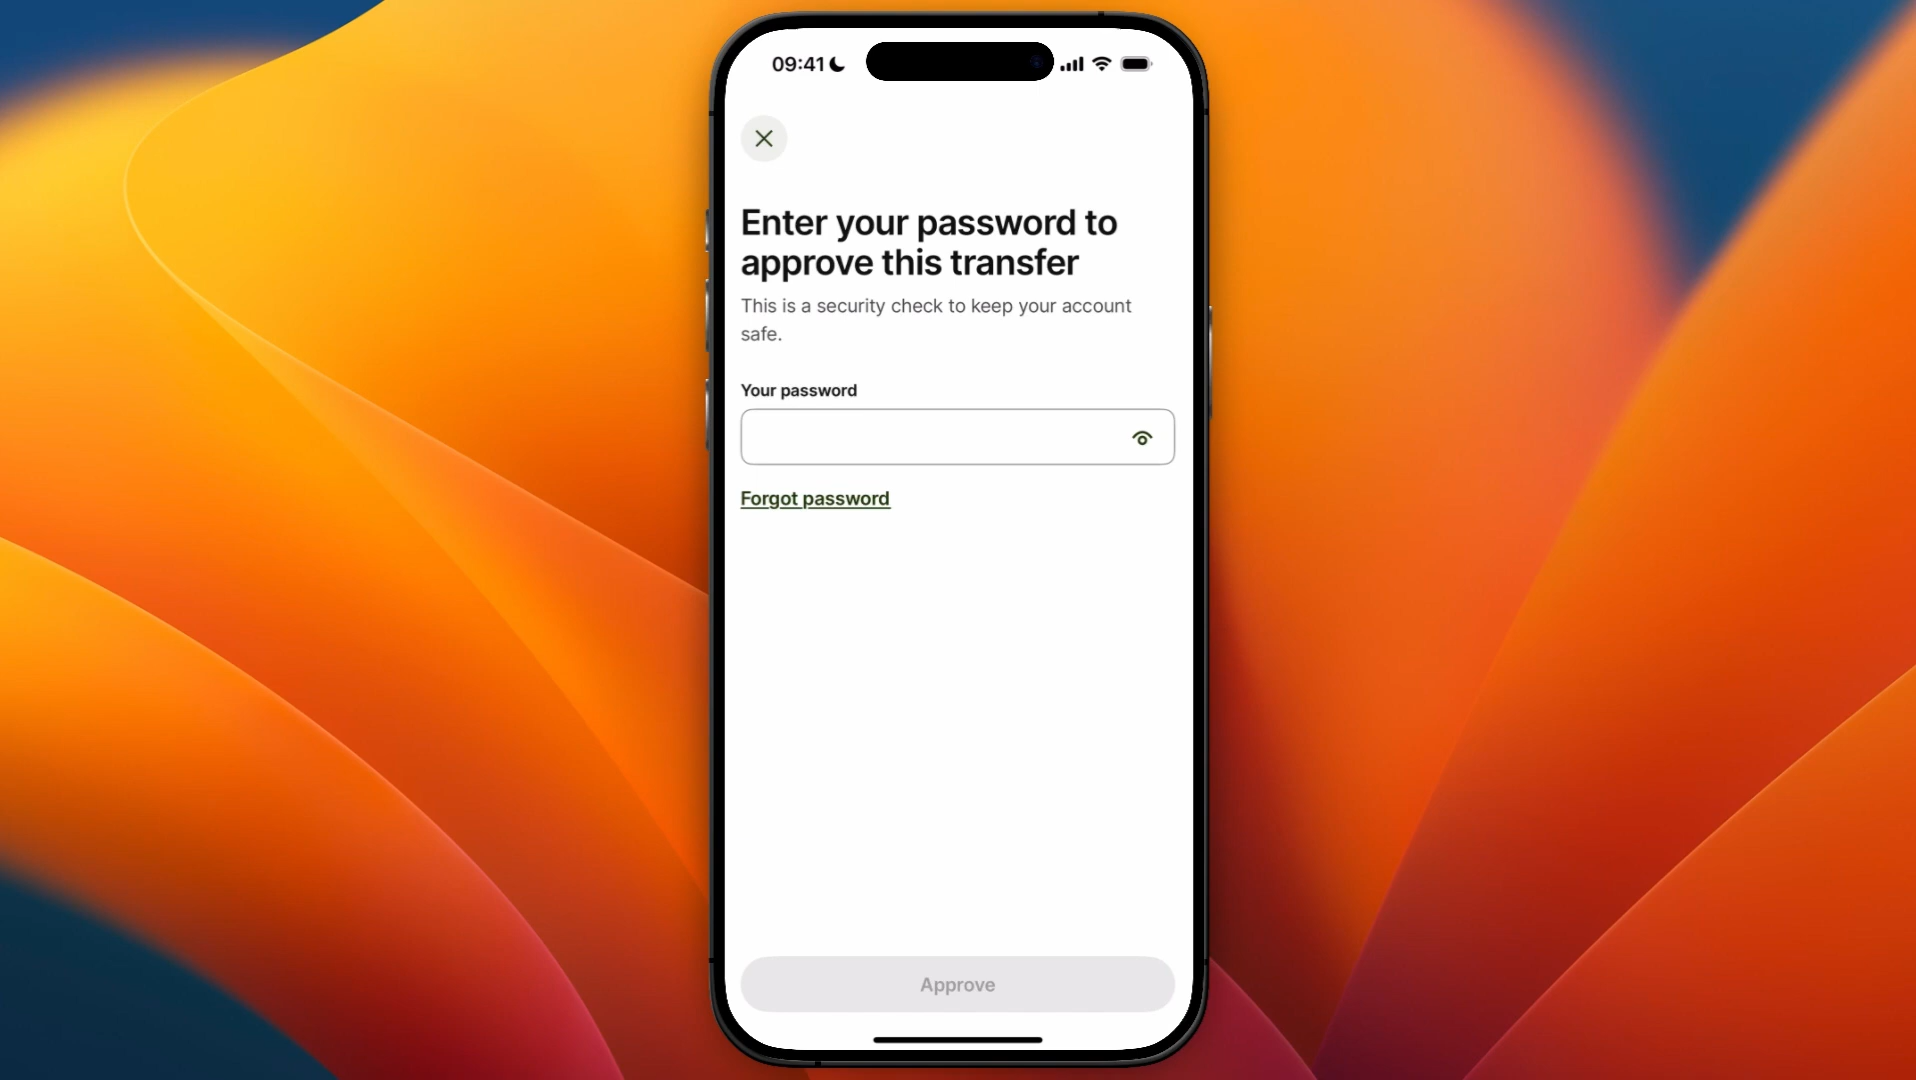 09:41
Enter your password to
approve this transfer
This is a security check to keep your account
safe.
Your password
Forgot password
Approve